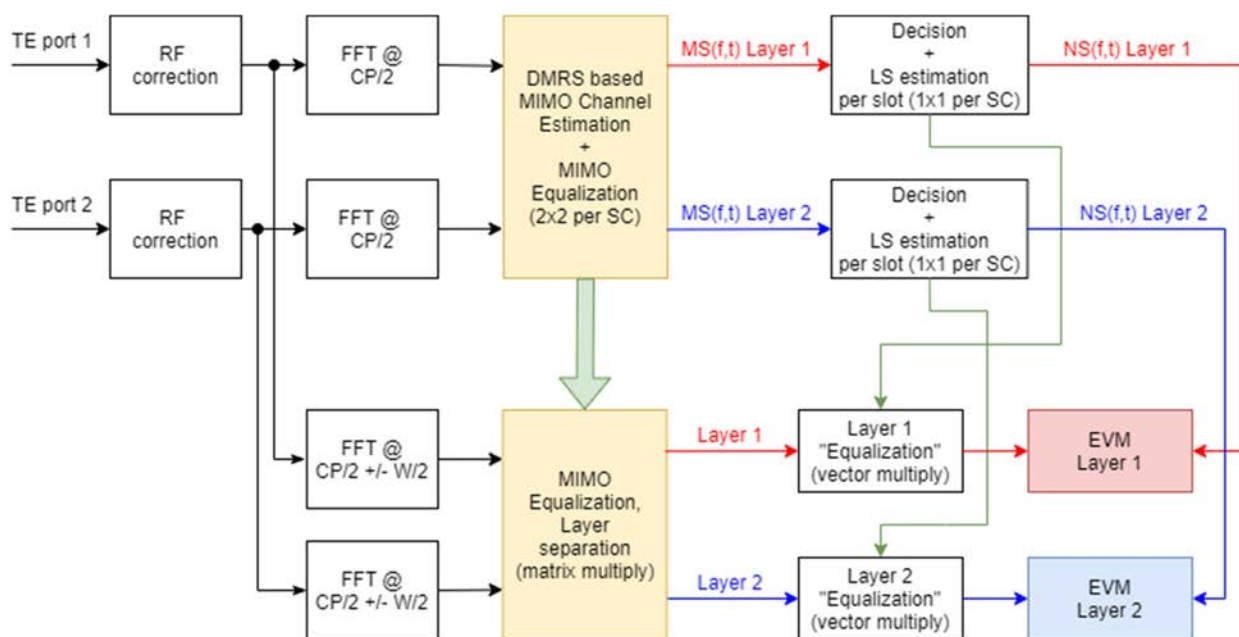 TE port 1
RF
correction
FFT @
CP/2
DMRS based
MIMO Channel
Estimation
+
MIMO
Equalization
(2x2 per SC)
MS(f,t) Layer 1
Decision
+
LS estimation
per slot (1x1 per SC)
NS(f,t) Layer 1
TE port 2
RF
correction
FFT @
CP/2
MS(f,t) Layer 2
Decision
+
LS estimation
per slot (1x1 per SC)
NS(f,t) Layer 2
FFT @
CP/2 +/- W/2
MIMO
Equalization,
Layer
separation
(matrix multiply)
Layer 1
Layer 1
"Equalization"
(vector multiply)
EVM
Layer 1
FFT @
CP/2 +/- W/2
Layer 2
Layer 2
"Equalization"
(vector multiply)
EVM
Layer 2